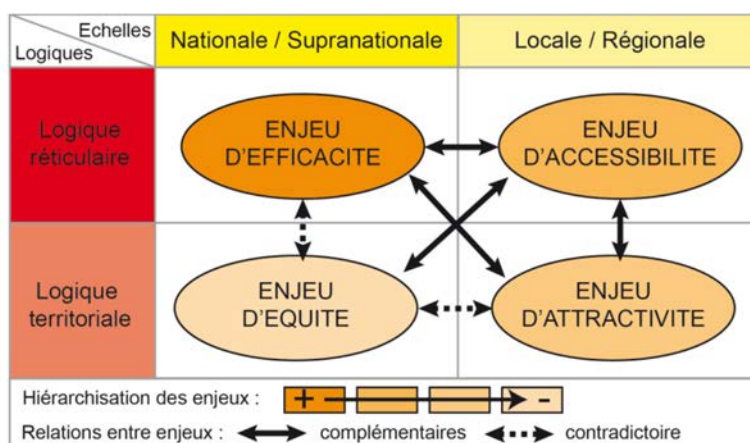 Echelles
Logiques
Nationale / Supranationale
Locale / Régionale
Logique
réticulaire
ENJEU
D'EFFICACITE
ENJEU
D'ACCESSIBILITE
Logique
territoriale
ENJEU
D'EQUITE
ENJEU
D'ATTRACTIVITE
Hiérarchisation des enjeux : + -
Relations entre enjeux : complémentaires contradictoire